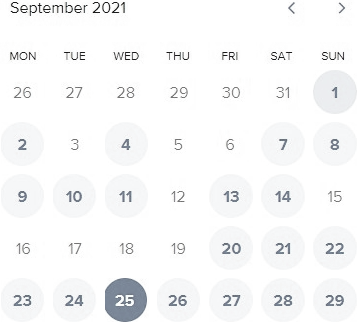 September 2021
MON TUE WED THU FRI SAT SUN
26 27 28 29 30 31 1
2 3 4 5 6 7 8
9 10 11 12 13 14 15
16 17 18 19 20 21 22
23 24 25 26 27 28 29